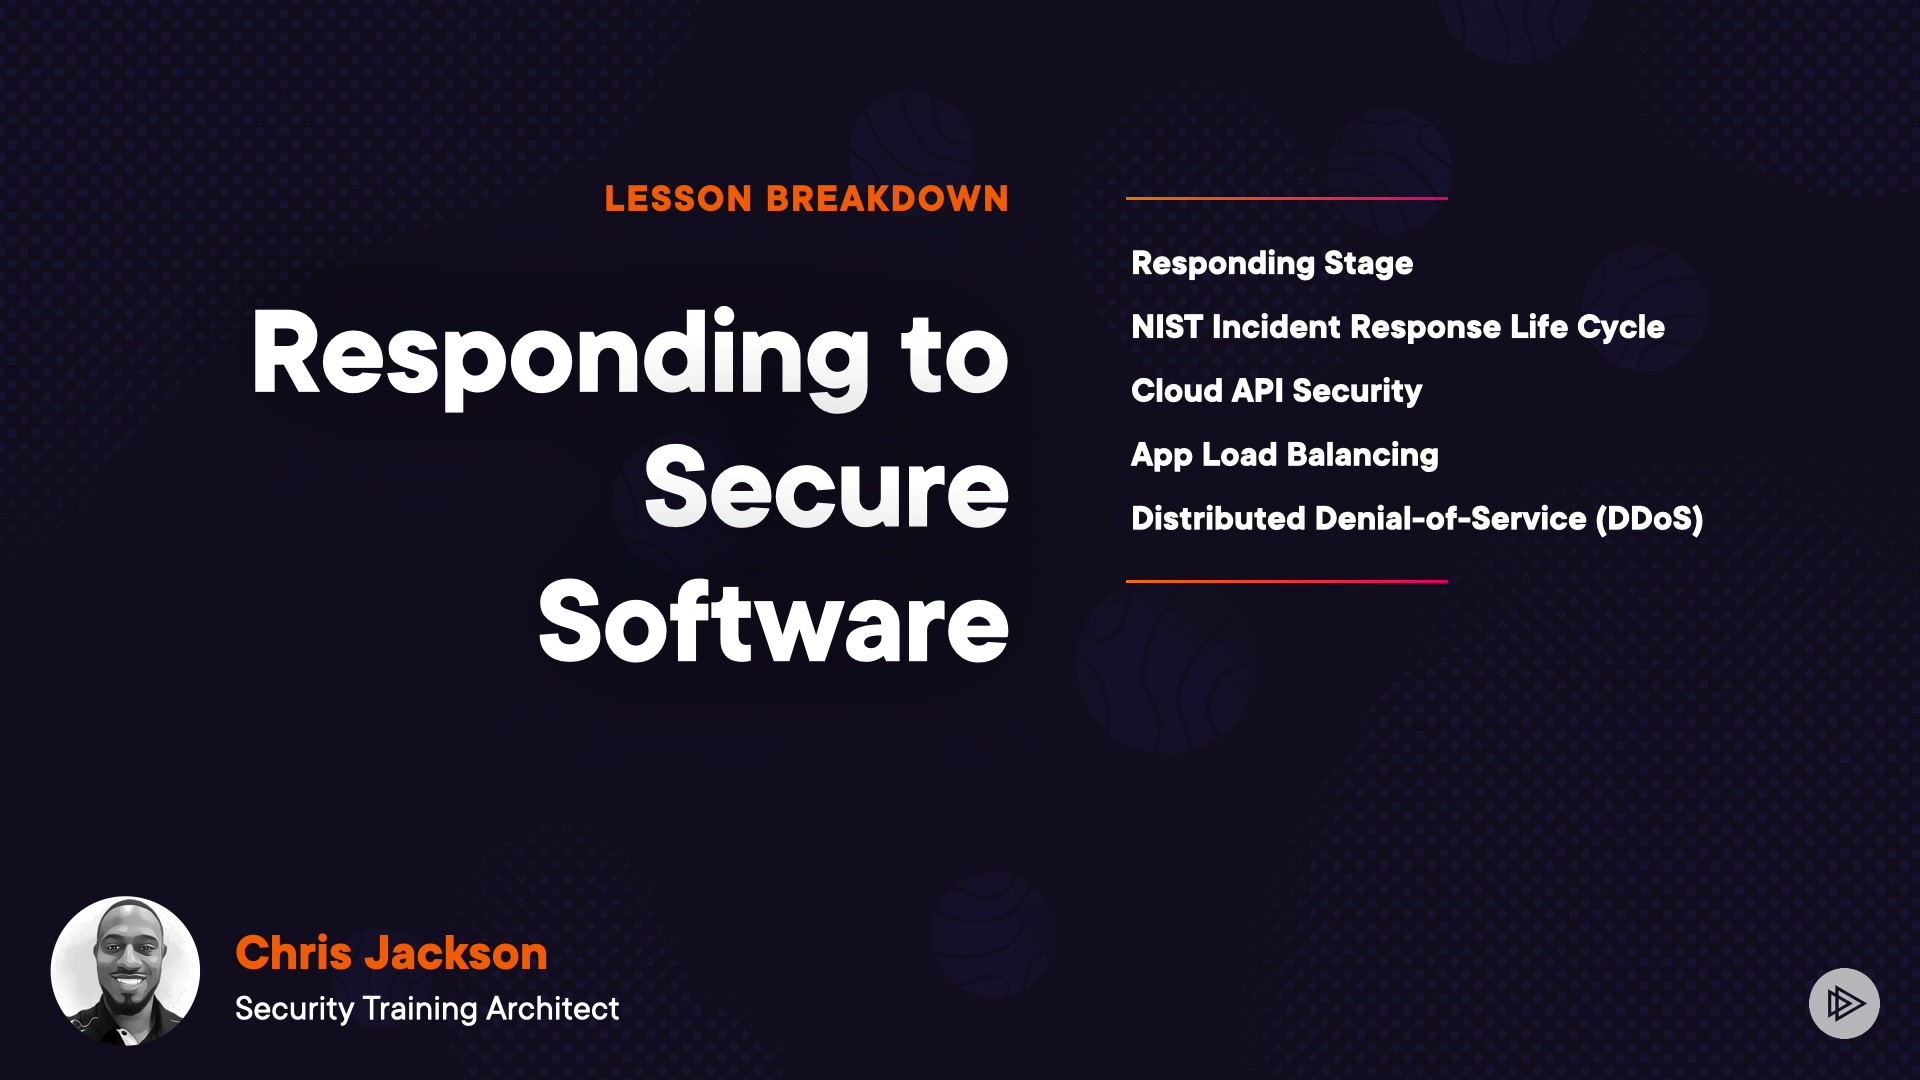 LESSON BREAKDOWN
Responding to
Secure
Software
Responding Stage
NIST Incident Response Life Cycle
Cloud API Security
App Load Balancing
Distributed Denial-of-Service (DDoS)
Chris Jackson
Security Training Architect